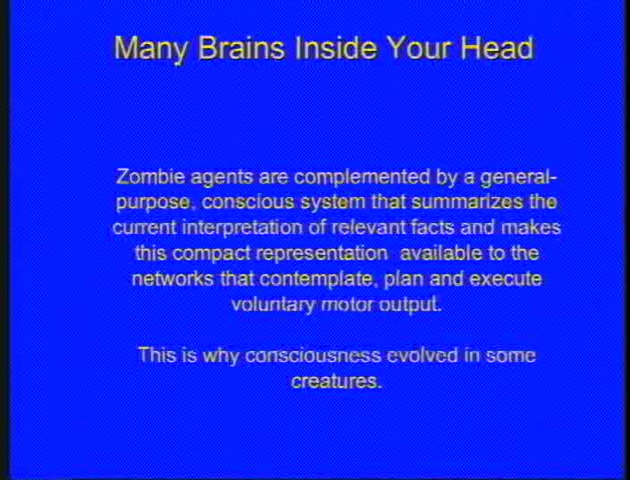 Many Brains Inside Your Head
Zombie agents are complemented by a general-
purpose, conscious system that summarizes the
current interpretation of relevant facts and makes
this compact representation available to the
networks that contemplate, plan and execute
voluntary motor output.
This is why consciousness evolved in some
creatures.